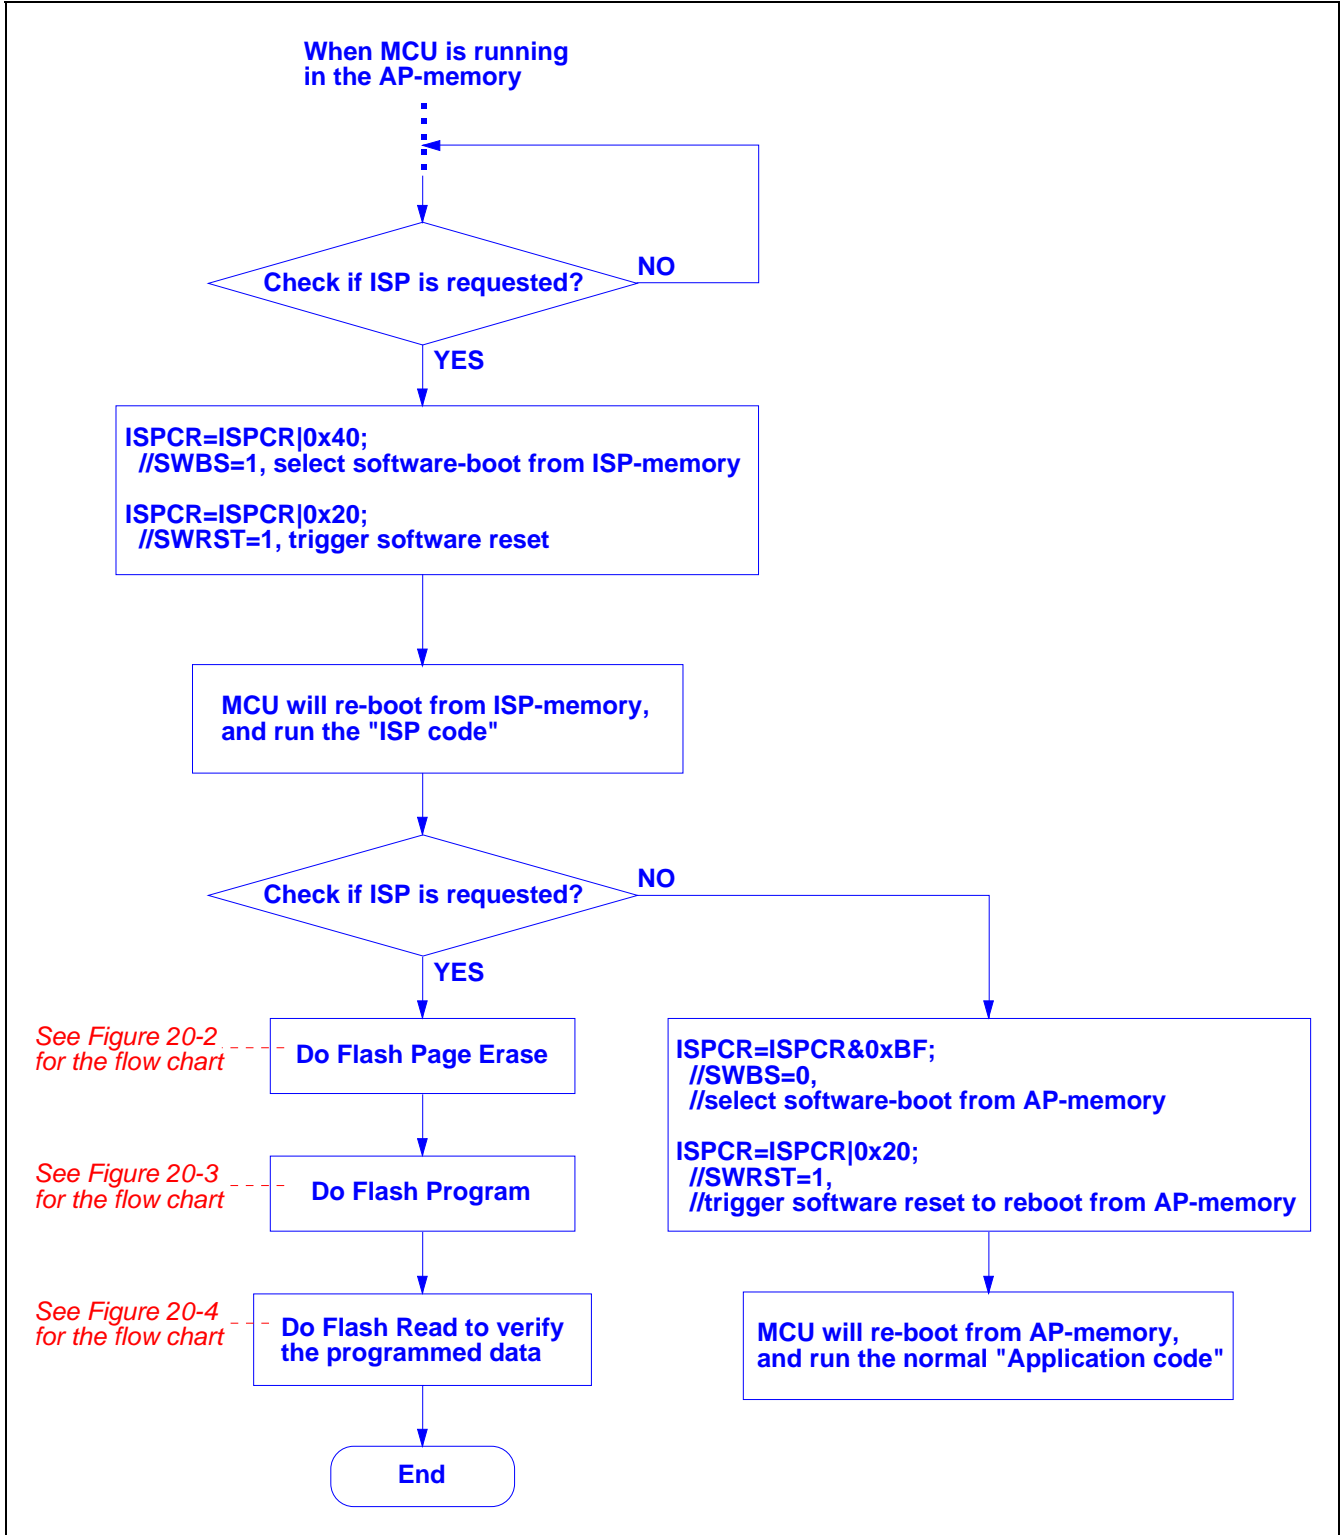 When MCU is running
in the AP-memory
Check if ISP is requested?
NO
YES
ISPCR=ISPCR|0x40;
//SWBS=1, select software-boot from ISP-memory
ISPCR=ISPCR|0x20;
//SWRST=1, trigger software reset
MCU will re-boot from ISP-memory,
and run the "ISP code"
Check if ISP is requested?
NO
YES
See Figure 20-2
for the flow chart
Do Flash Page Erase
See Figure 20-3
for the flow chart
Do Flash Program
See Figure 20-4
for the flow chart
Do Flash Read to verify
the programmed data
End
ISPCR=ISPCR&0xBF;
//SWBS=0,
//select software-boot from AP-memory
ISPCR=ISPCR|0x20;
//SWRST=1,
//trigger software reset to reboot from AP-memory
MCU will re-boot from AP-memory,
and run the normal "Application code"